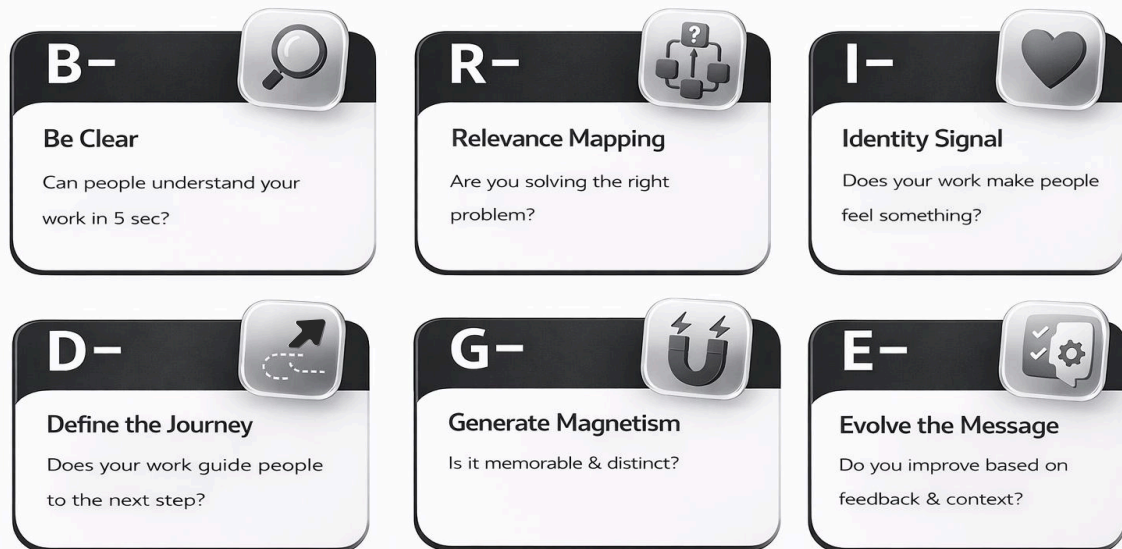 B–
Be Clear
Can people understand your
work in 5 sec?
R–
?
Relevance Mapping
Are you solving the right
problem?
I–
Identity Signal
Does your work make people
feel something?
D–
Define the Journey
Does your work guide people
to the next step?
G–
Generate Magnetism
Is it memorable & distinct?
E–
Evolve the Message
Do you improve based on
feedback & context?